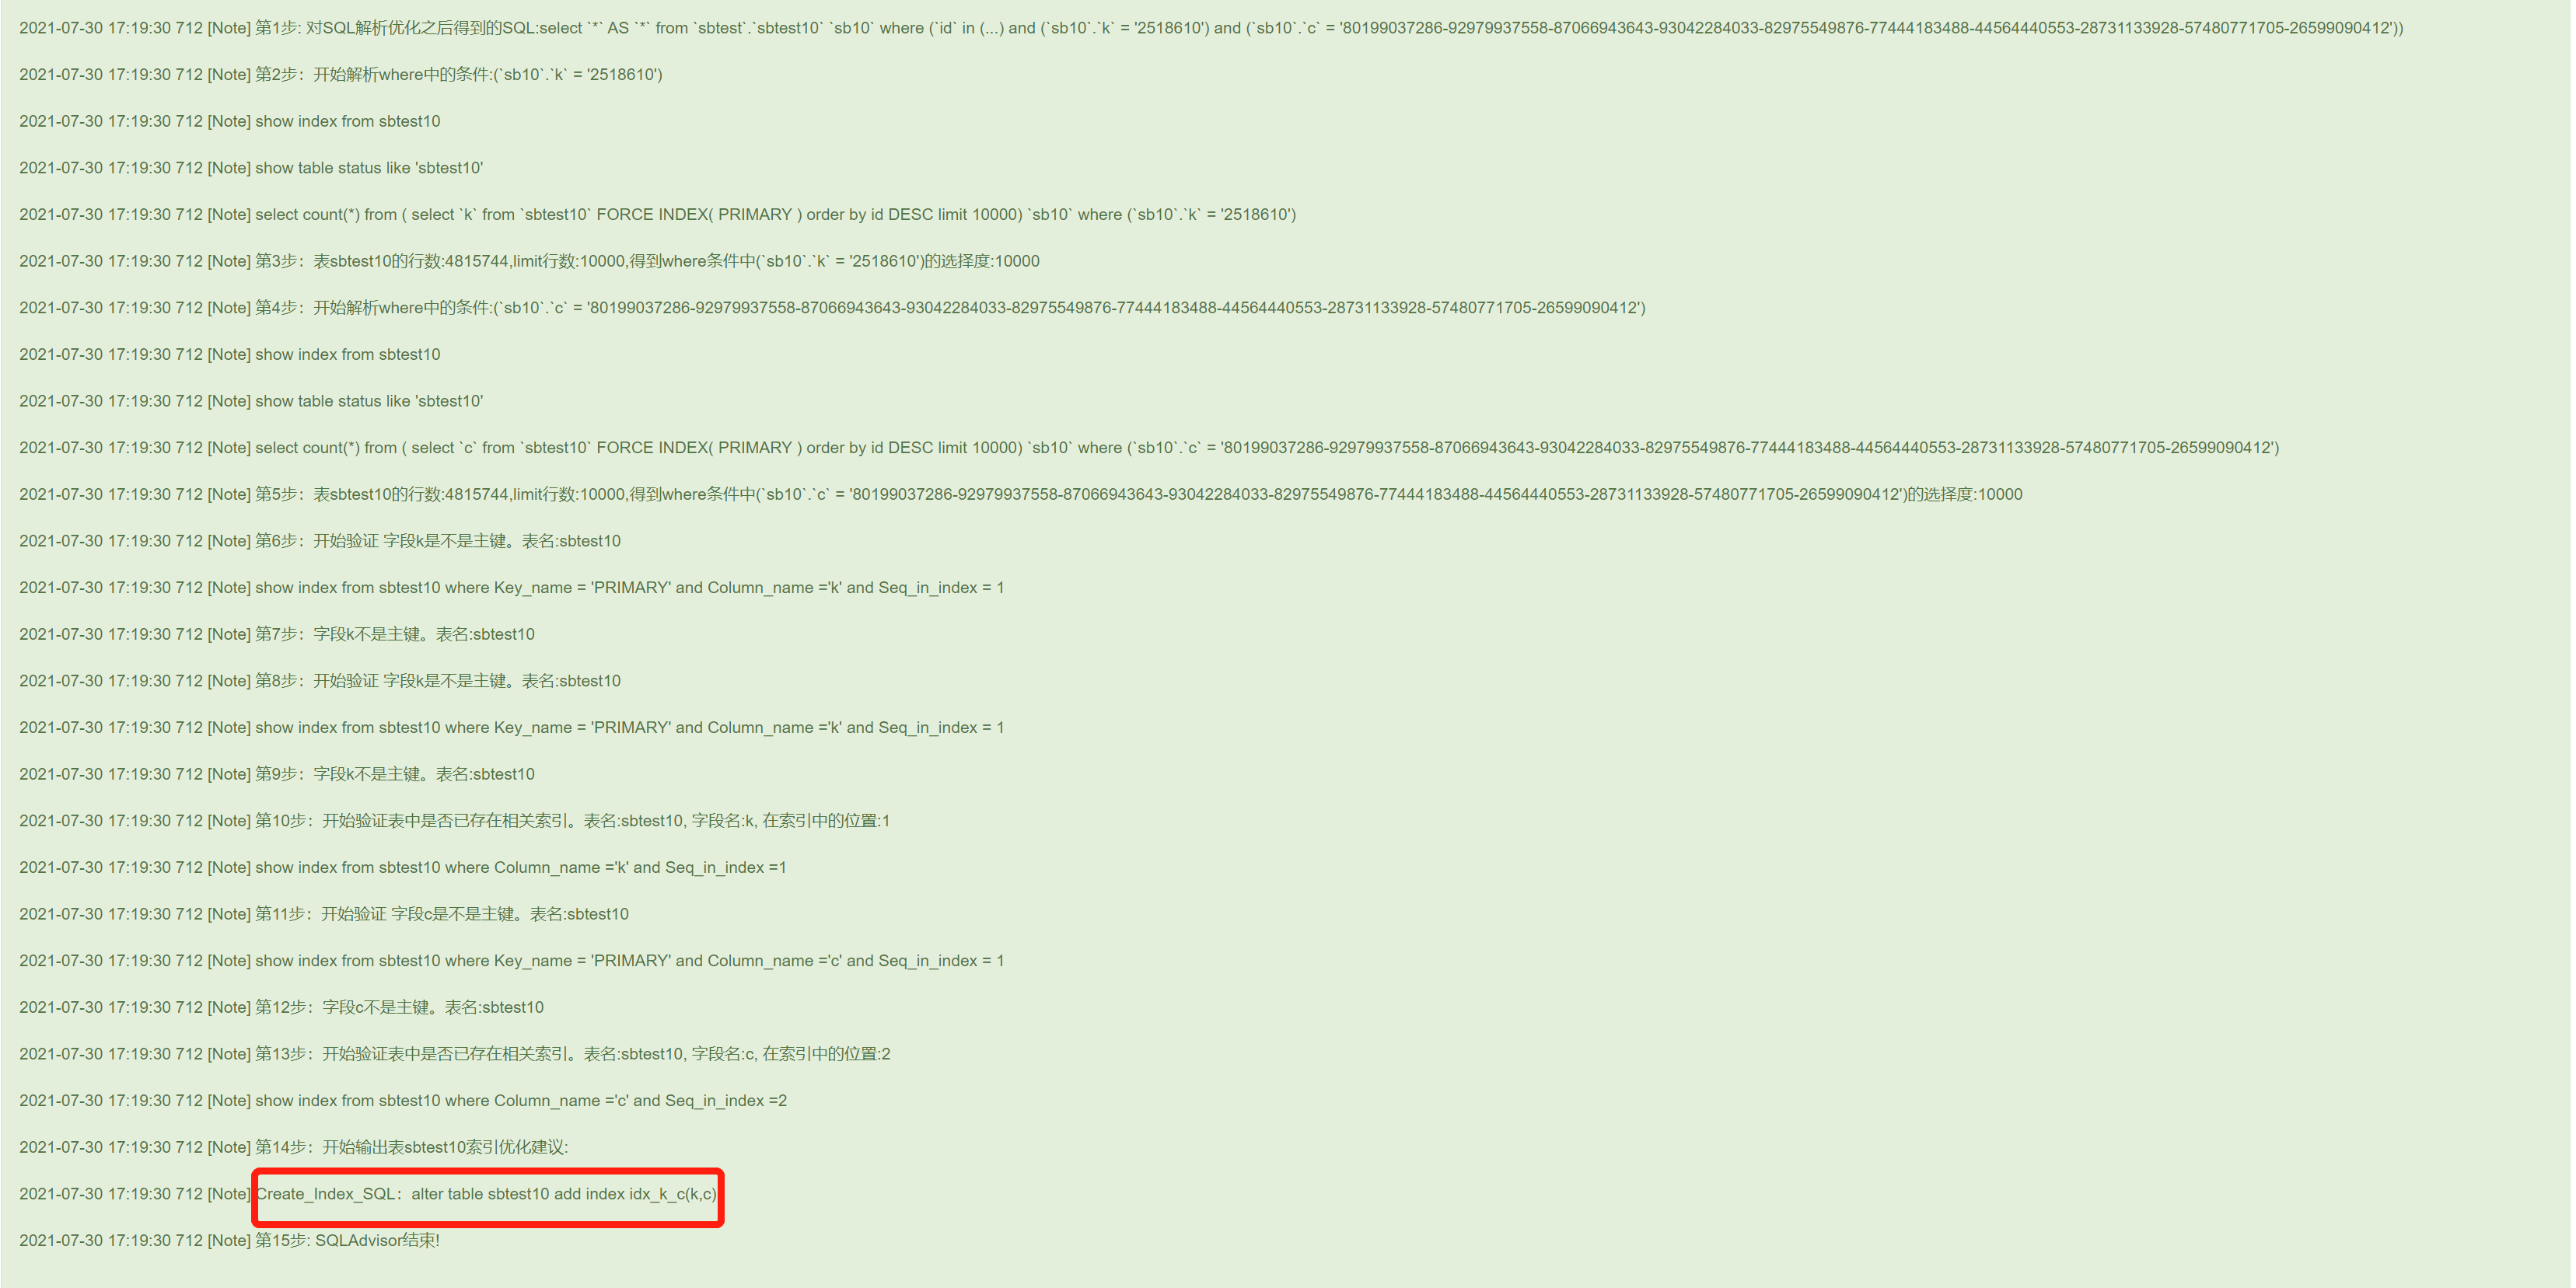 2021-07-30 17:19:30 712 [Note] 第1步: 对SQL解析优化之后得到的SQL:select `*` AS `*` from `sbtest`.`sbtest10` `sb10` where (`id` in (...) and (`sb10`.`k` = '2518610') and (`sb10`.`c` = '80199037286-92979937558-87066943643-93042284033-82975549876-77444183488-44564440553-28731133928-57480771705-26599090412'))
2021-07-30 17:19:30 712 [Note] 第2步：开始解析where中的条件:(`sb10`.`k` = '2518610')
2021-07-30 17:19:30 712 [Note] show index from sbtest10
2021-07-30 17:19:30 712 [Note] show table status like 'sbtest10'
2021-07-30 17:19:30 712 [Note] select count(*) from ( select `k` from `sbtest10` FORCE INDEX( PRIMARY ) order by id DESC limit 10000) `sb10` where (`sb10`.`k` = '2518610')
2021-07-30 17:19:30 712 [Note] 第3步：表sbtest10的行数:4815744,limit行数:10000,得到where条件中(`sb10`.`k` = '2518610')的选择度:10000
2021-07-30 17:19:30 712 [Note] 第4步：开始解析where中的条件:(`sb10`.`c` = '80199037286-92979937558-87066943643-93042284033-82975549876-77444183488-44564440553-28731133928-57480771705-26599090412')
2021-07-30 17:19:30 712 [Note] show index from sbtest10
2021-07-30 17:19:30 712 [Note] show table status like 'sbtest10'
2021-07-30 17:19:30 712 [Note] select count(*) from ( select `c` from `sbtest10` FORCE INDEX( PRIMARY ) order by id DESC limit 10000) `sb10` where (`sb10`.`c` = '80199037286-92979937558-87066943643-93042284033-82975549876-77444183488-44564440553-28731133928-57480771705-26599090412')
2021-07-30 17:19:30 712 [Note] 第5步：表sbtest10的行数:4815744,limit行数:10000,得到where条件中(`sb10`.`c` = '80199037286-92979937558-87066943643-93042284033-82975549876-77444183488-44564440553-28731133928-57480771705-26599090412')的选择度:10000
2021-07-30 17:19:30 712 [Note] 第6步：开始验证 字段k是不是主键。表名:sbtest10
2021-07-30 17:19:30 712 [Note] show index from sbtest10 where Key_name = 'PRIMARY' and Column_name ='k' and Seq_in_index = 1
2021-07-30 17:19:30 712 [Note] 第7步：字段k不是主键。表名:sbtest10
2021-07-30 17:19:30 712 [Note] 第8步：开始验证 字段k是不是主键。表名:sbtest10
2021-07-30 17:19:30 712 [Note] show index from sbtest10 where Key_name = 'PRIMARY' and Column_name ='k' and Seq_in_index = 1
2021-07-30 17:19:30 712 [Note] 第9步：字段k不是主键。表名:sbtest10
2021-07-30 17:19:30 712 [Note] 第10步：开始验证表中是否已存在相关索引。表名:sbtest10, 字段名:k, 在索引中的位置:1
2021-07-30 17:19:30 712 [Note] show index from sbtest10 where Column_name ='k' and Seq_in_index =1
2021-07-30 17:19:30 712 [Note] 第11步：开始验证 字段c是不是主键。表名:sbtest10
2021-07-30 17:19:30 712 [Note] show index from sbtest10 where Key_name = 'PRIMARY' and Column_name ='c' and Seq_in_index = 1
2021-07-30 17:19:30 712 [Note] 第12步：字段c不是主键。表名:sbtest10
2021-07-30 17:19:30 712 [Note] 第13步：开始验证表中是否已存在相关索引。表名:sbtest10, 字段名:c, 在索引中的位置:2
2021-07-30 17:19:30 712 [Note] show index from sbtest10 where Column_name ='c' and Seq_in_index =2
2021-07-30 17:19:30 712 [Note] 第14步：开始输出表sbtest10索引优化建议:
2021-07-30 17:19:30 712 [Note] Create_Index_SQL：alter table sbtest10 add index idx_k_c(k,c)
2021-07-30 17:19:30 712 [Note] 第15步: SQLAdvisor结束!